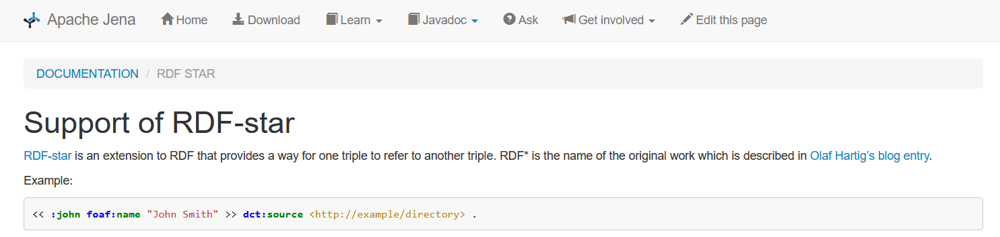 Apache Jena Home Download Learn Javadoc Ask Get involved Edit this page
DOCUMENTATION / RDF STAR
Support of RDF-star
RDF-star is an extension to RDF that provides a way for one triple to refer to another triple. RDF* is the name of the original work which is described in Olaf Hartig’s blog entry.
Example:
<< :john foaf:name "John Smith" >> dct:source <http://example/directory> .